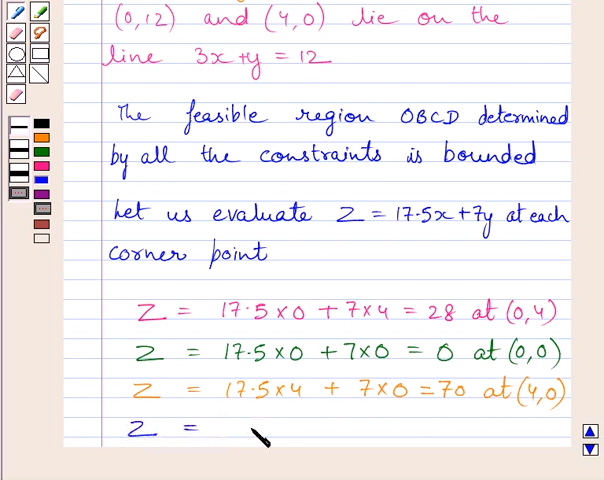 (0,12) and (4,0) lie on the
line 3x+y = 12
The feasible region OBCD determined
by all the constraints is bounded
Let us evaluate Z = 17.5x+7y at each
corner point
Z = 17.5×0 + 7×4 = 28 at (0,4)
Z = 17.5×0 + 7×0 = 0 at (0,0)
Z = 17.5×4 + 7×0 = 70 at (4,0)
Z =